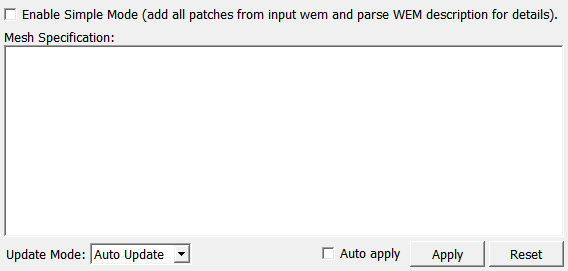 Enable Simple Mode (add all patches from input wem and parse WEM description for details).
Mesh Specification:
Update Mode: Auto Update Auto apply Apply Reset